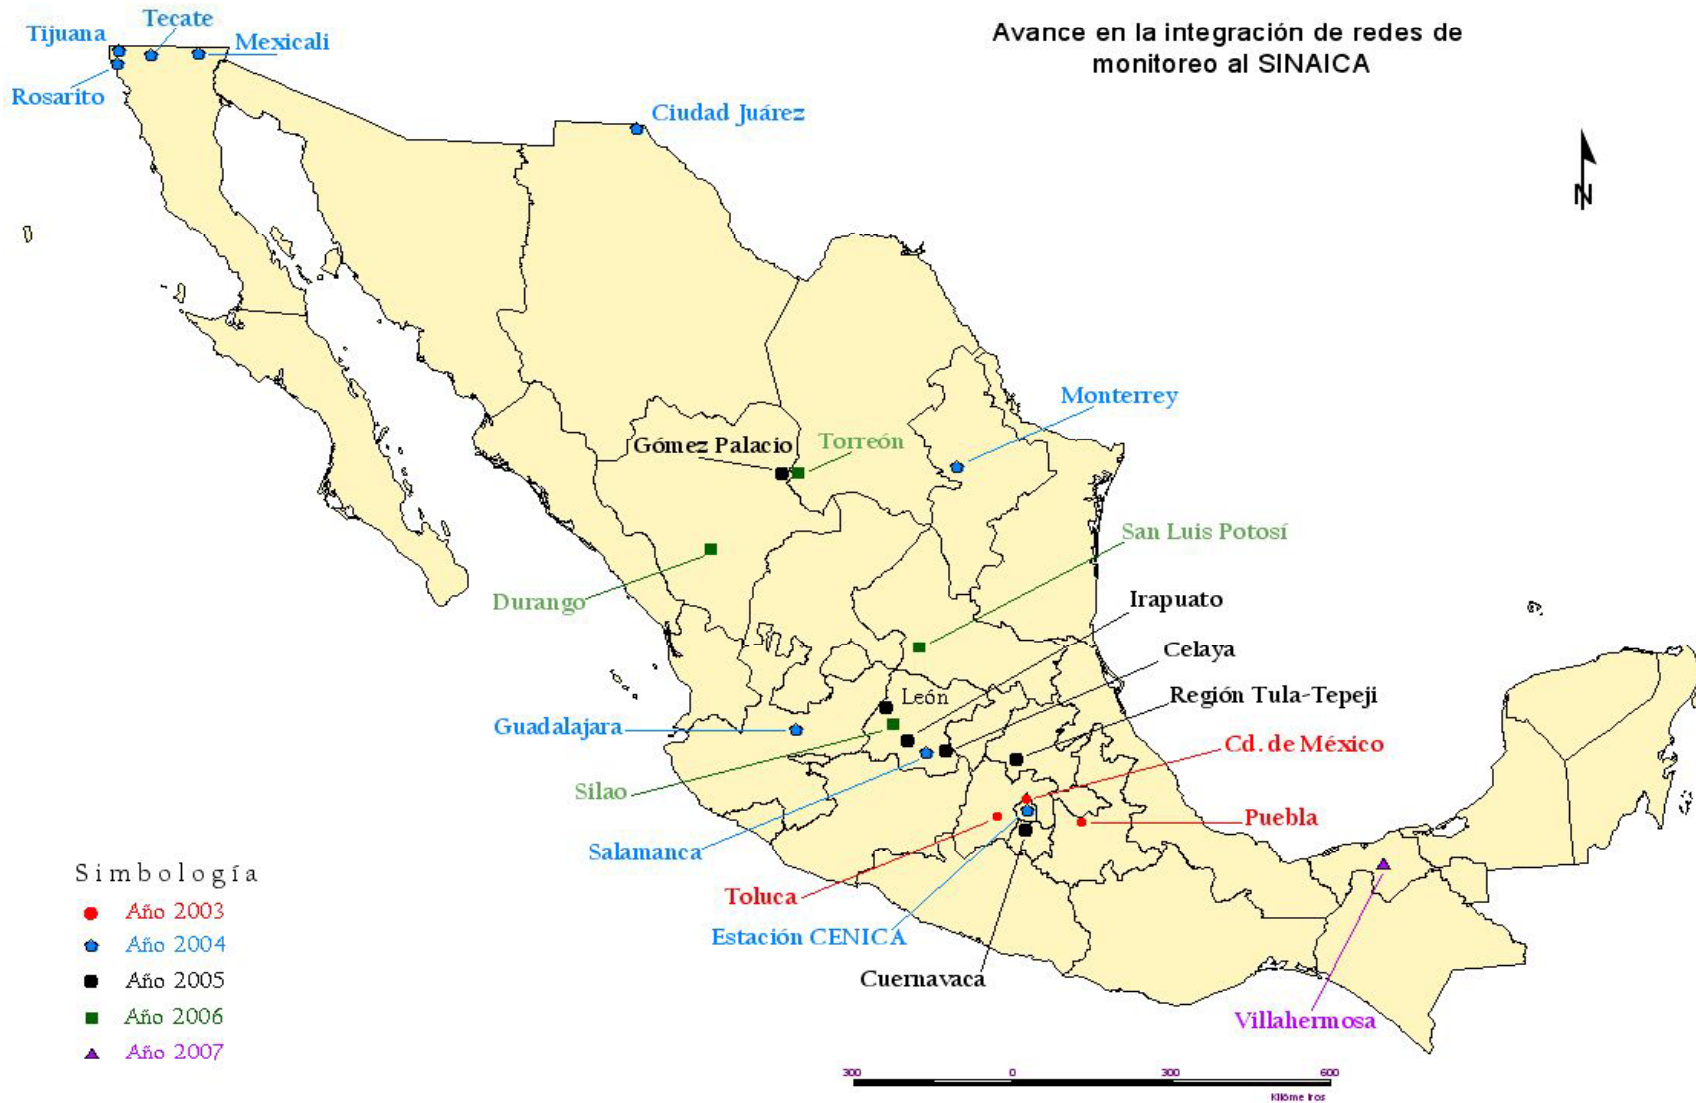 Avance en la integración de redes de
monitoreo al SINAICA
Tecate
Tijuana
Mexicali
Rosarito
Ciudad Juárez
N
Monterrey
Gómez Palacio
Torreón
San Luis Potosí
Durango
Irapuato
Celaya
León
Región Tula-Tepeji
Guadalajara
Cd. de México
Silao
Puebla
Salamanca
Toluca
Estación CENICA
Cuernavaca
Villahermosa
Simbología
Año 2003
Año 2004
Año 2005
Año 2006
Año 2007
300 0 300 600
Kilómetros